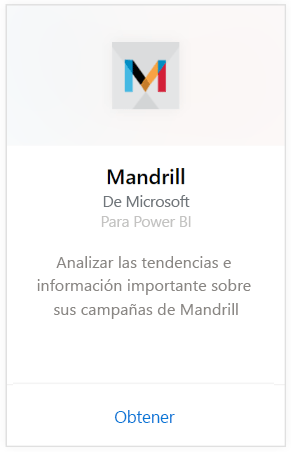 Mandrill
De Microsoft
Para Power BI
Analizar las tendencias e
información importante sobre
sus campañas de Mandrill
Obtener